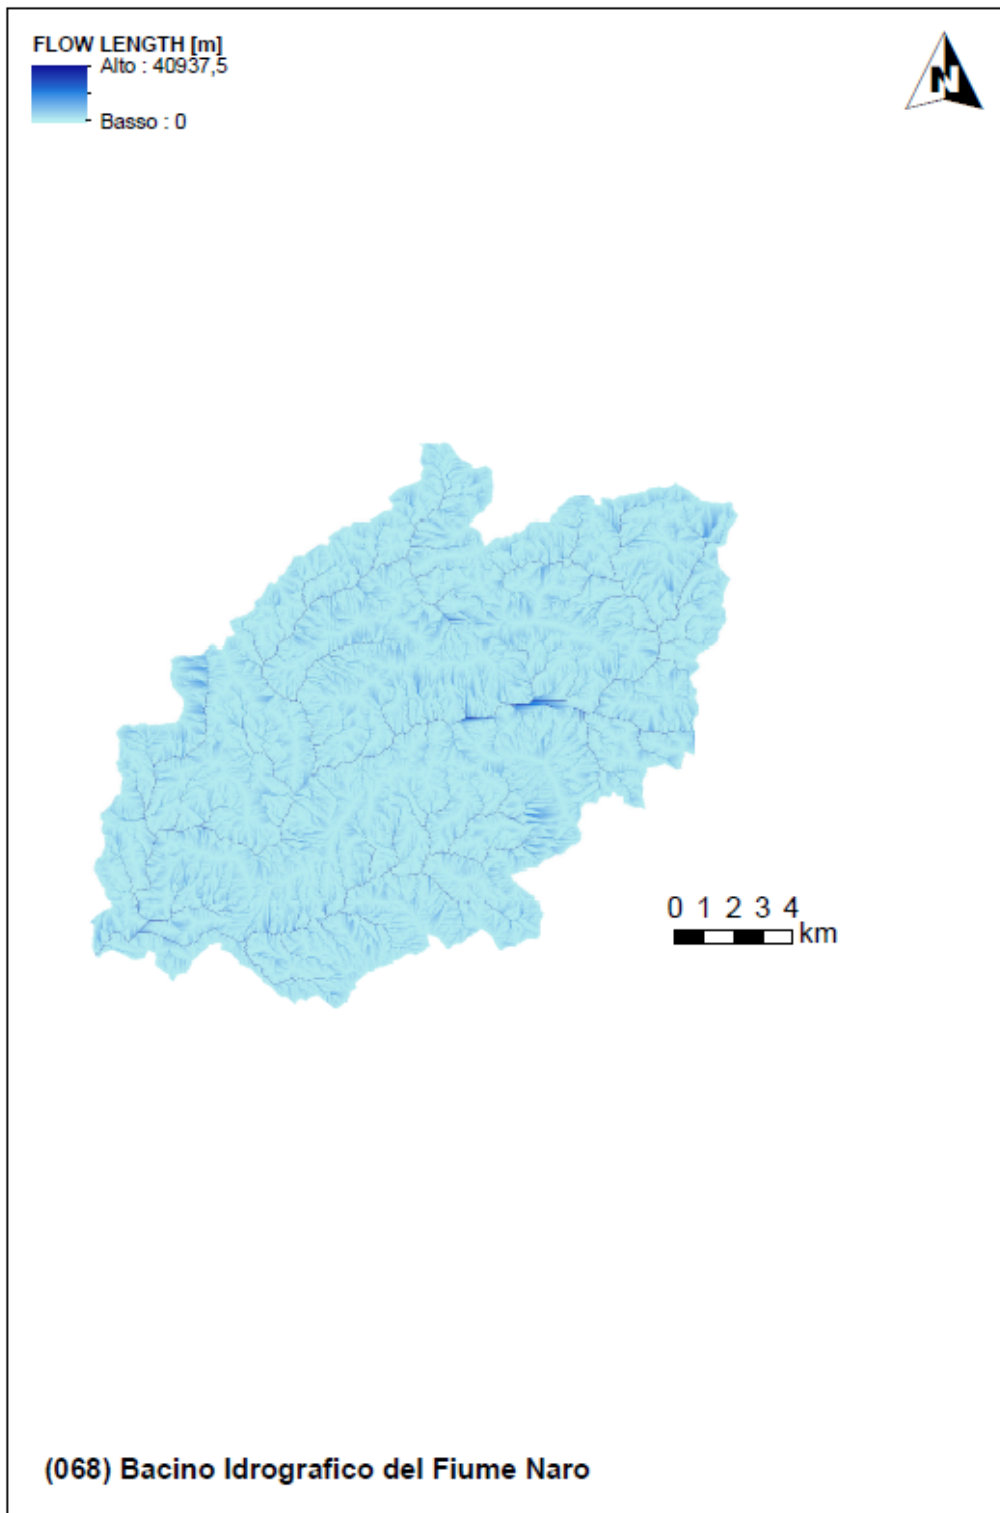 FLOW LENGTH [m]
Alto : 40937,5
Basso : 0
N
0 1 2 3 4
km
(068) Bacino Idrografico del Fiume Naro